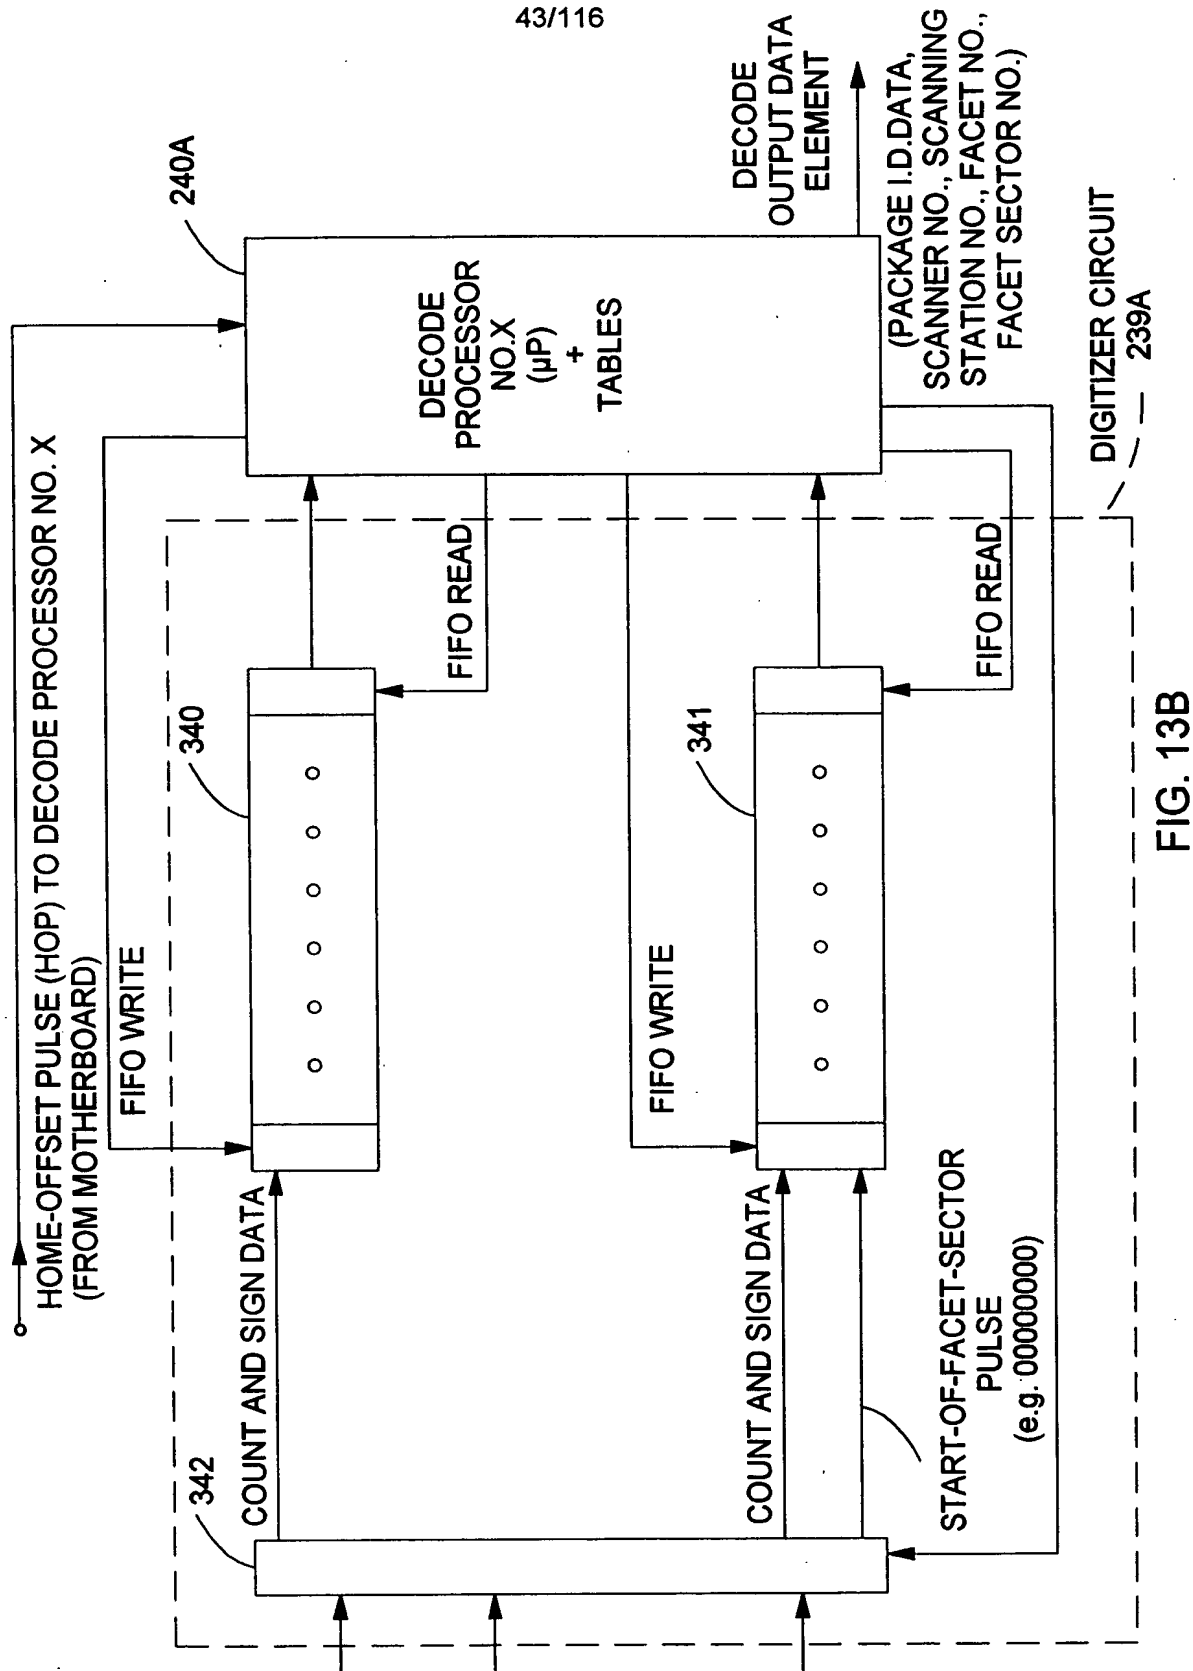 43/116
HOME-OFFSET PULSE (HOP) TO DECODE PROCESSOR NO. X
(FROM MOTHERBOARD)
FIFO WRITE
240A
DECODE
PROCESSOR
NO.X
(µP)
+
TABLES
DECODE
OUTPUT DATA
ELEMENT
(PACKAGE I.D.DATA,
SCANNER NO., SCANNING
STATION NO., FACET NO.,
FACET SECTOR NO.)
342
COUNT AND SIGN DATA
340
FIFO READ
FIFO WRITE
COUNT AND SIGN DATA
341
FIFO READ
START-OF-FACET-SECTOR
PULSE
(e.g. 00000000)
DIGITIZER CIRCUIT
239A
FIG. 13B